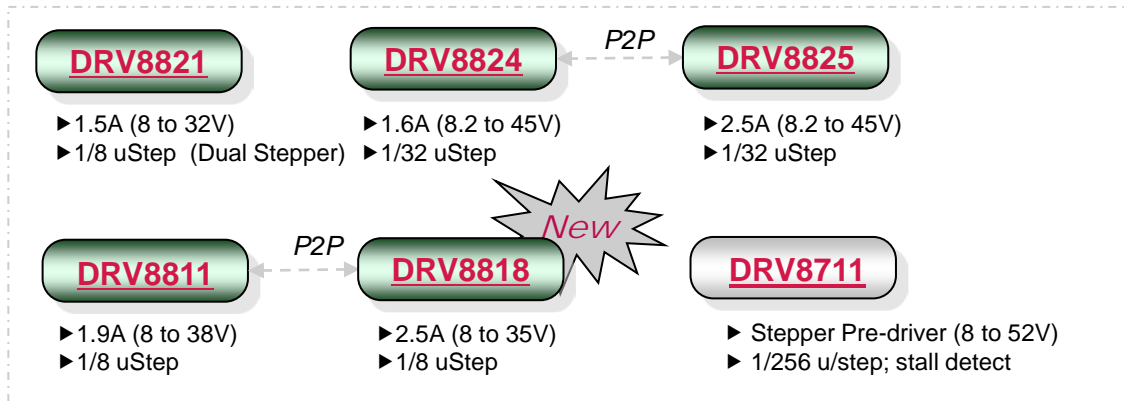 DRV8821
DRV8824
P2P
DRV8825
►1.5A (8 to 32V)
►1/8 uStep (Dual Stepper)
►1.6A (8.2 to 45V)
►1/32 uStep
►2.5A (8.2 to 45V)
►1/32 uStep
New
DRV8811
P2P
DRV8818
DRV8711
►1.9A (8 to 38V)
►1/8 uStep
►2.5A (8 to 35V)
►1/8 uStep
► Stepper Pre-driver (8 to 52V)
► 1/256 u/step; stall detect